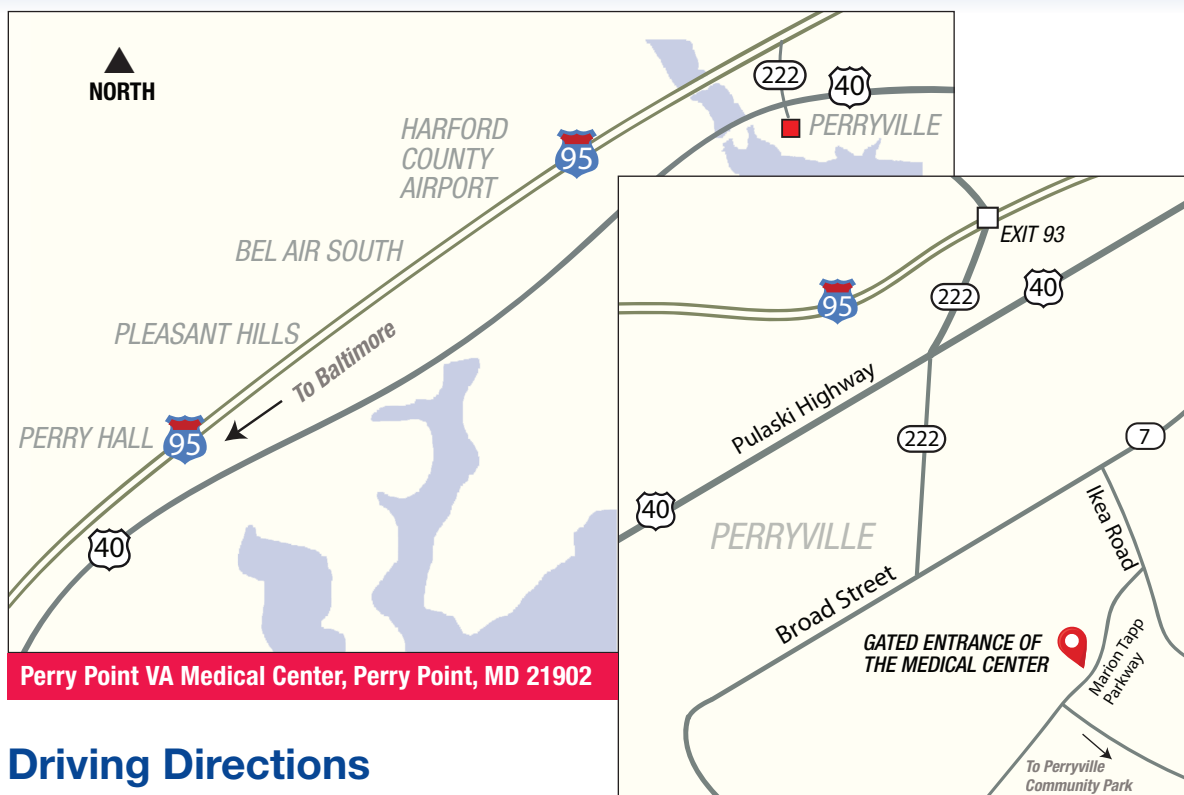 NORTH
222
40
PERRYVILLE
HARFORD
COUNTY
AIRPORT
95
BEL AIR SOUTH
PLEASANT HILLS
To Baltimore
PERRY HALL
95
40
Perry Point VA Medical Center, Perry Point, MD 21902
EXIT 93
95
222
40
Pulaski Highway
222
7
40
PERRYVILLE
Ikea Road
Broad Street
GATED ENTRANCE OF
THE MEDICAL CENTER
Marion Tapp
Parkway
To Perryville
Community Park
Driving Directions